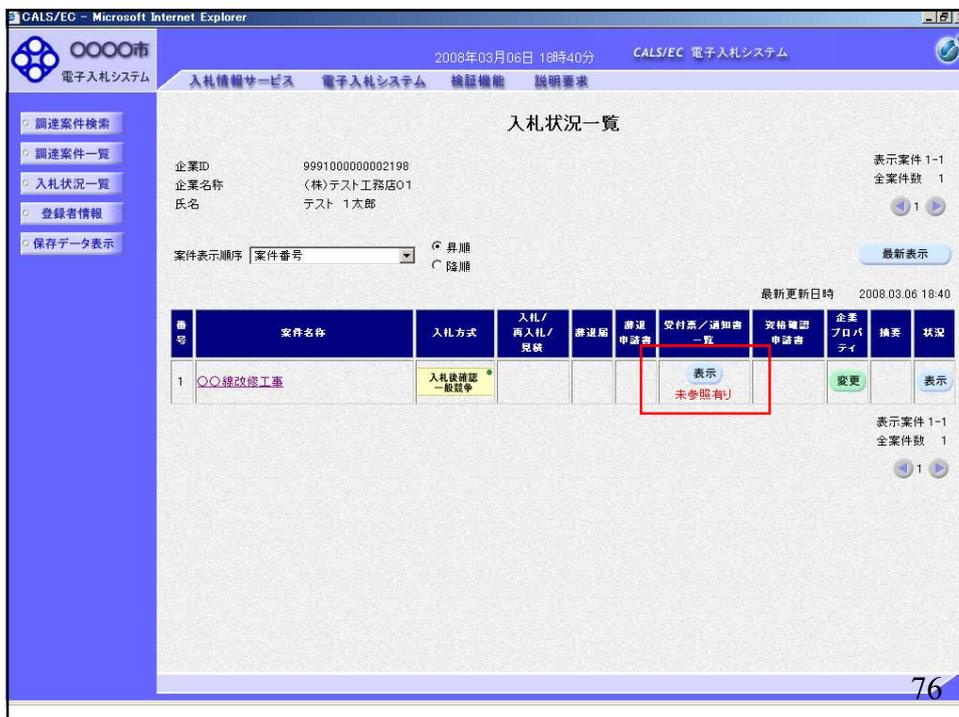 CALS/EC - Microsoft Internet Explorer
〇〇〇〇市
電子入札システム
2008年03月06日 18時40分
CALS/EC 電子入札システム
入札情報サービス
電子入札システム
検証機能
説明要求
調達案件検索
調達案件一覧
入札状況一覧
登録者情報
保存データ表示
入札状況一覧
企業ID 9991000000002198
企業名称 (株)テスト工務店01
氏名 テスト 1太郎
表示案件 1-1
全案件数 1
1
案件表示順序 案件番号
昇順
降順
最新表示
最新更新日時 2008.03.06 18:40
番号
案件名称
入札方式
入札/再入札/見積
辞退届
辞退申請書
受付票/通知書一覧
資格確認申請書
企業プロパティ
摘要
状況
1 〇〇線改修工事
入札後確認
一般競争
表示
未参照有り
変更
表示
表示案件 1-1
全案件数 1
1
76